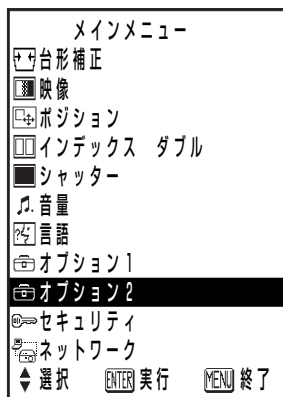 メインメニュー
台形補正
映像
ポジション
インデックス ダブル
シャッター
音量
言語
オプション1
オプション2
セキュリティ
ネットワーク
選択 ENTER 実行 MENU 終了